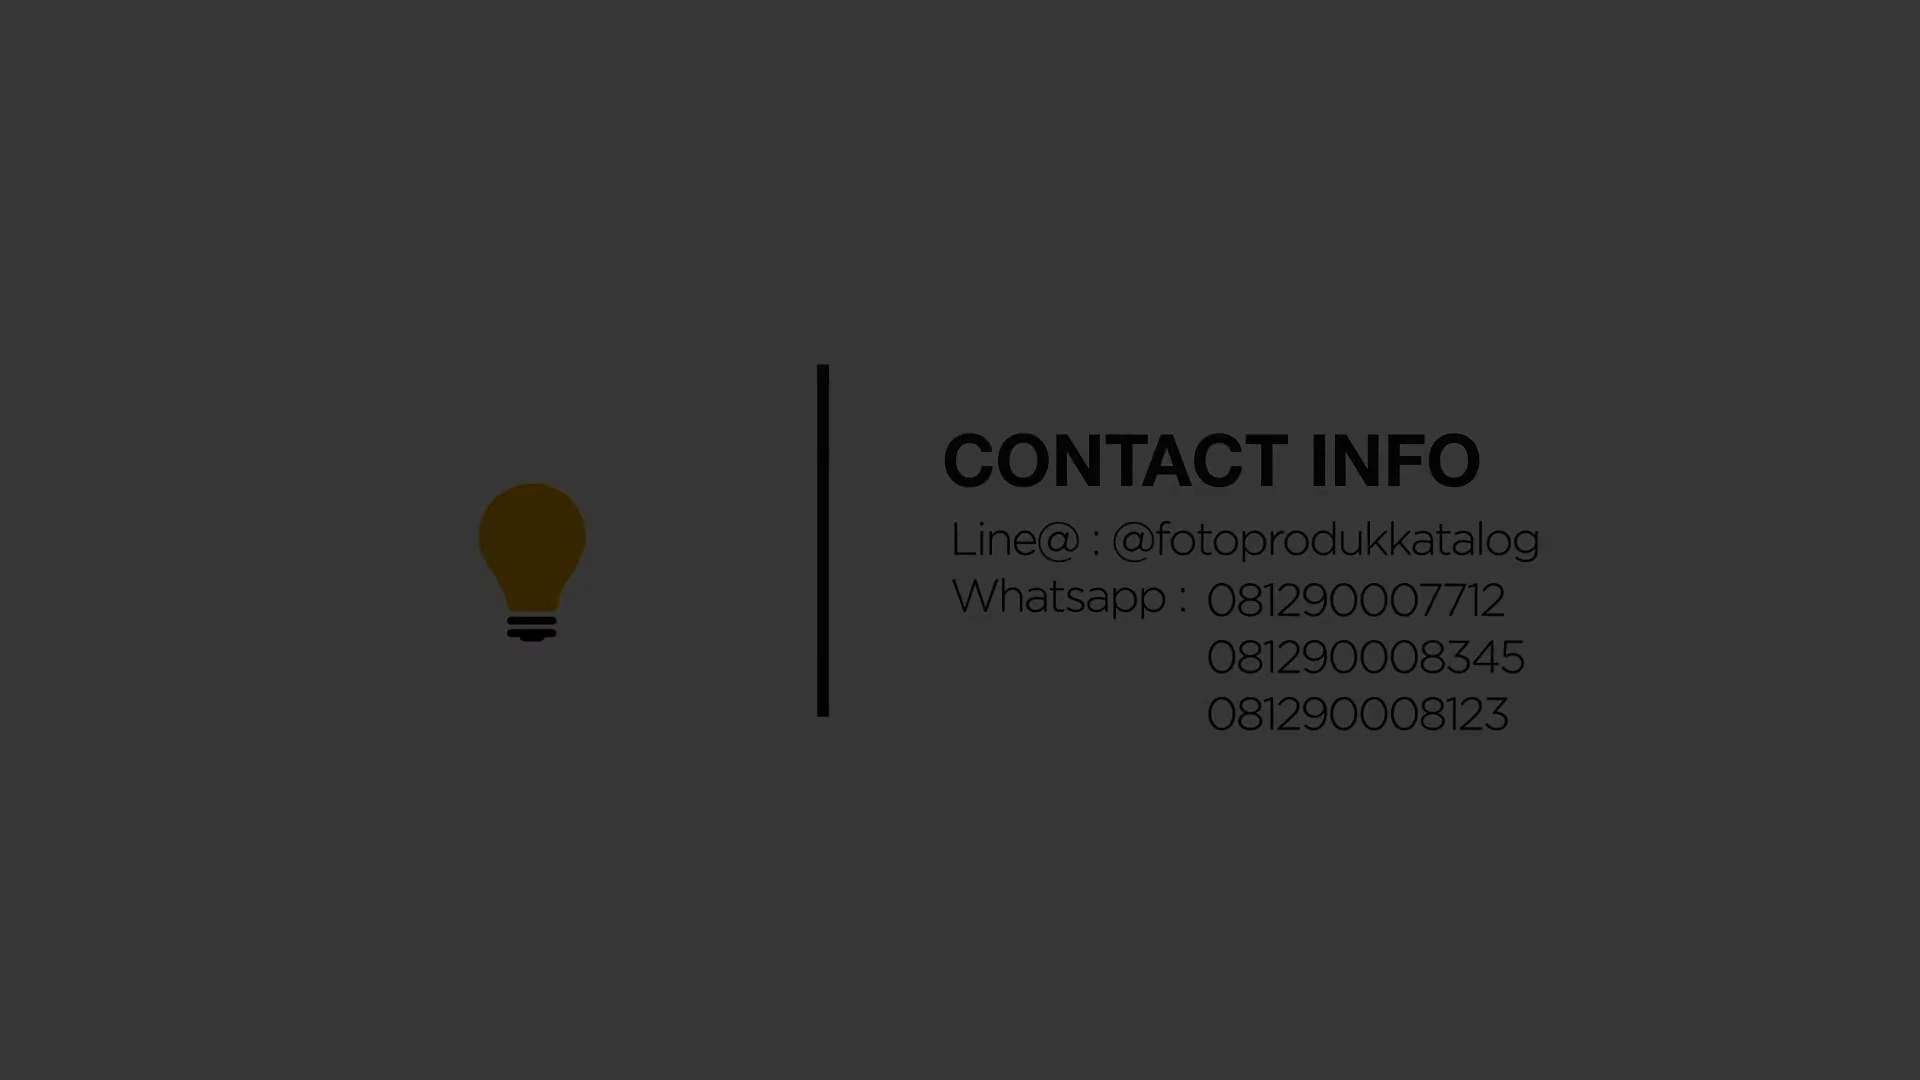 CONTACT INFO
Line@ : @fotoprodukkatalog
Whatsapp : 081290007712
081290008345
081290008123